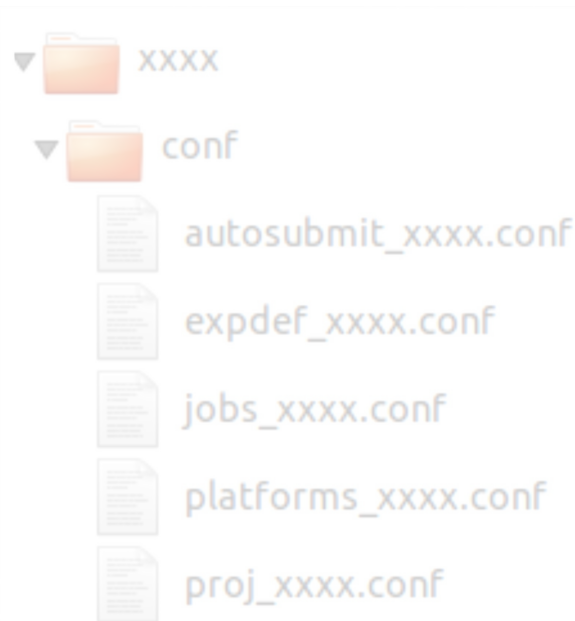 xxxx
conf
autosubmit_xxxx.conf
expdef_xxxx.conf
jobs_xxxx.conf
platforms_xxxx.conf
proj_xxxx.conf